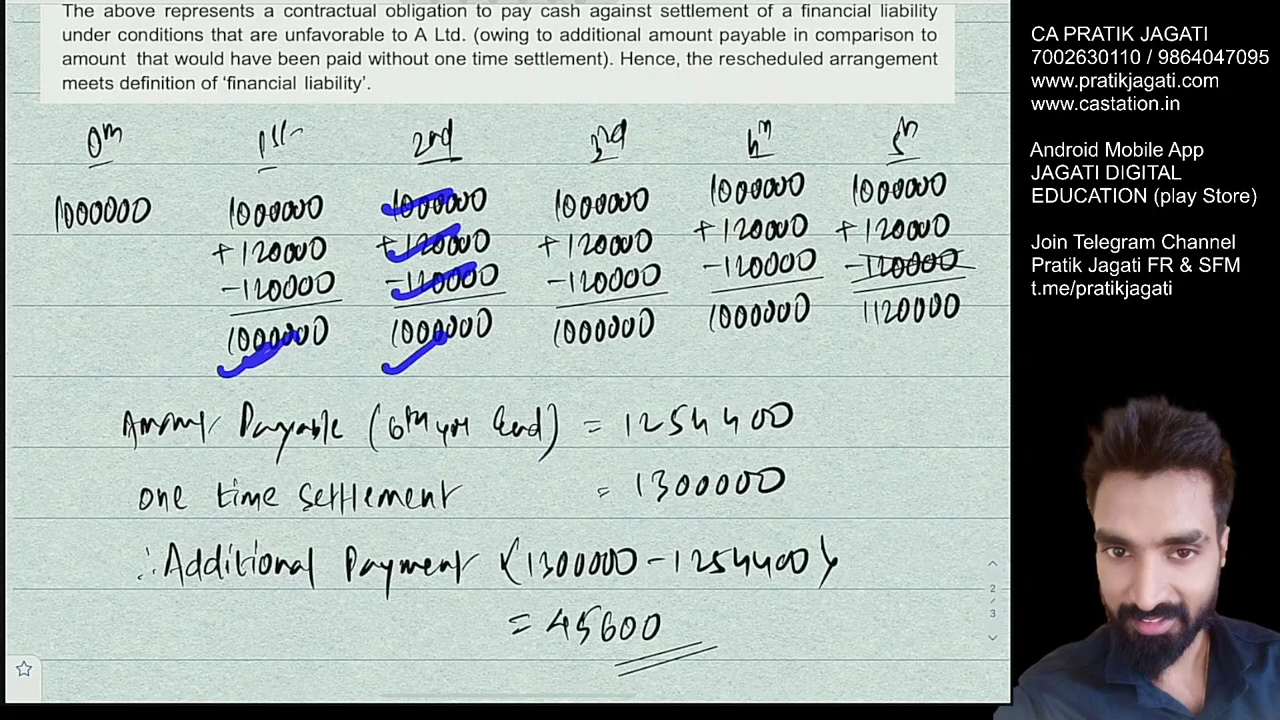 The above represents a contractual obligation to pay cash against settlement of a financial liability
under conditions that are unfavorable to A Ltd. (owing to additional amount payable in comparison to
amount that would have been paid without one time settlement). Hence, the rescheduled arrangement
meets definition of ‘financial liability’.
0th 1st 2nd 3rd 4th 5th
1000000 1000000 1000000 1000000 1000000 1000000
+120000 +120000 +120000 +120000 +120000
-120000 -120000 -120000 -120000 -120000
1000000 1000000 1000000 1000000 1120000
Amount Payable (6th yr End) = 1254400
one time settlement = 1300000
∴ Additional Payment (1300000 - 1254400)
= 45600
2
/
3
CA PRATIK JAGATI
7002630110 / 9864047095
www.pratikjagati.com
www.castation.in
Android Mobile App
JAGATI DIGITAL
EDUCATION (play Store)
Join Telegram Channel
Pratik Jagati FR & SFM
t.me/pratikjagati